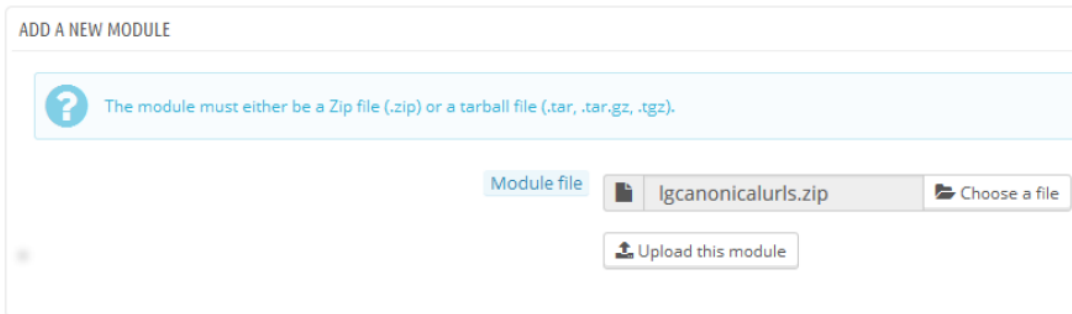 ADD A NEW MODULE
?
The module must either be a Zip file (.zip) or a tarball file (.tar, .tar.gz, .tgz).
Module file lgcanonicalurls.zip Choose a file
Upload this module